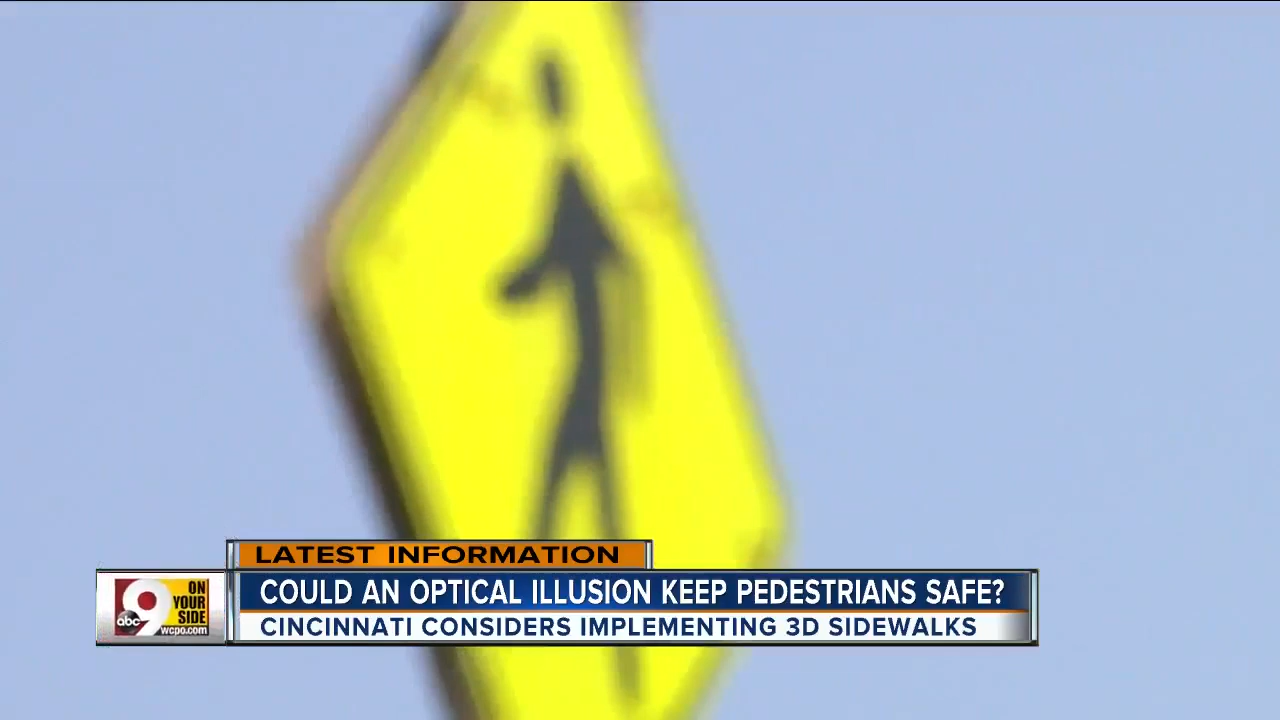 LATEST INFORMATION
COULD AN OPTICAL ILLUSION KEEP PEDESTRIANS SAFE?
CINCINNATI CONSIDERS IMPLEMENTING 3D SIDEWALKS
abc 9 ON YOUR SIDE
wcpo.com